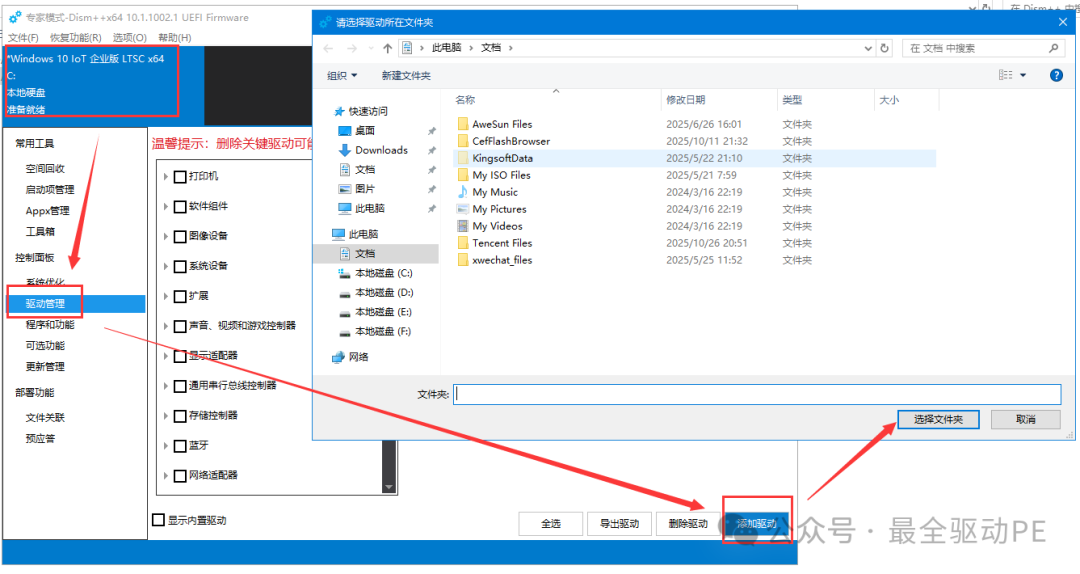 专家模式-Dism++x64 10.1.1002.1 UEFI Firmware
文件(F) 恢复功能(R) 选项(O) 帮助(H)
*Windows 10 IoT 企业版 LTSC x64
C:
本地硬盘
准备就绪
常用工具
空间回收
启动项管理
Appx管理
工具箱
控制面板
系统优化
驱动管理
程序和功能
可选功能
更新管理
部署功能
文件关联
预应答
温馨提示：删除关键驱动可能
打印机
软件组件
图像设备
系统设备
扩展
声音、视频和游戏控制器
显示适配器
通用串行总线控制器
存储控制器
蓝牙
网络适配器
显示内置驱动
全选 导出驱动 删除驱动 添加驱动
在 Dism++ 中搜
请选择驱动所在文件夹
此电脑 › 文档 ›
在 文档 中搜索
组织 新建文件夹
快速访问
桌面
Downloads
文档
图片
此电脑
此电脑
文档
本地磁盘 (C:)
本地磁盘 (D:)
本地磁盘 (E:)
本地磁盘 (F:)
网络
名称 修改日期 类型 大小
AweSun Files 2025/6/26 16:01 文件夹
CefFlashBrowser 2025/10/11 21:32 文件夹
KingsoftData 2025/5/22 21:10 文件夹
My ISO Files 2025/5/21 7:59 文件夹
My Music 2024/3/16 22:19 文件夹
My Pictures 2024/3/16 22:19 文件夹
My Videos 2024/3/16 22:19 文件夹
Tencent Files 2025/10/26 20:51 文件夹
xwechat_files 2025/5/25 11:52 文件夹
文件夹:
选择文件夹 取消
公众号 · 最全驱动PE